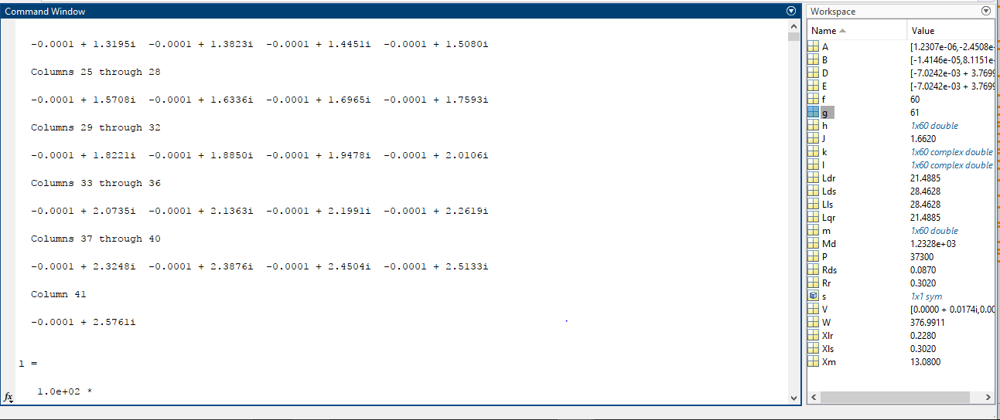 Command Window
-0.0001 + 1.3195i -0.0001 + 1.3823i -0.0001 + 1.4451i -0.0001 + 1.5080i
Columns 25 through 28
-0.0001 + 1.5708i -0.0001 + 1.6336i -0.0001 + 1.6965i -0.0001 + 1.7593i
Columns 29 through 32
-0.0001 + 1.8221i -0.0001 + 1.8850i -0.0001 + 1.9478i -0.0001 + 2.0106i
Columns 33 through 36
-0.0001 + 2.0735i -0.0001 + 2.1363i -0.0001 + 2.1991i -0.0001 + 2.2619i
Columns 37 through 40
-0.0001 + 2.3248i -0.0001 + 2.3876i -0.0001 + 2.4504i -0.0001 + 2.5133i
Column 41
-0.0001 + 2.5761i
l =
1.0e+02 *
fx
Workspace
Name Value
A [1.2307e-06,-2.4508e-
B [-1.4146e-05,8.1151e-
D [-7.0242e-03 + 3.7699
E [-7.0242e-03 + 3.7699
f 60
g 61
h 1x60 double
J 1.6620
k 1x60 complex double
l 1x60 complex double
Ldr 21.4885
Lds 28.4628
Lls 28.4628
Lqr 21.4885
m 1x60 double
Md 1.2328e+03
P 37300
Rds 0.0870
Rr 0.3020
s 1x1 sym
V [0.0000 + 0.0174i,0.00
W 376.9911
Xlr 0.2280
Xls 0.3020
Xm 13.0800